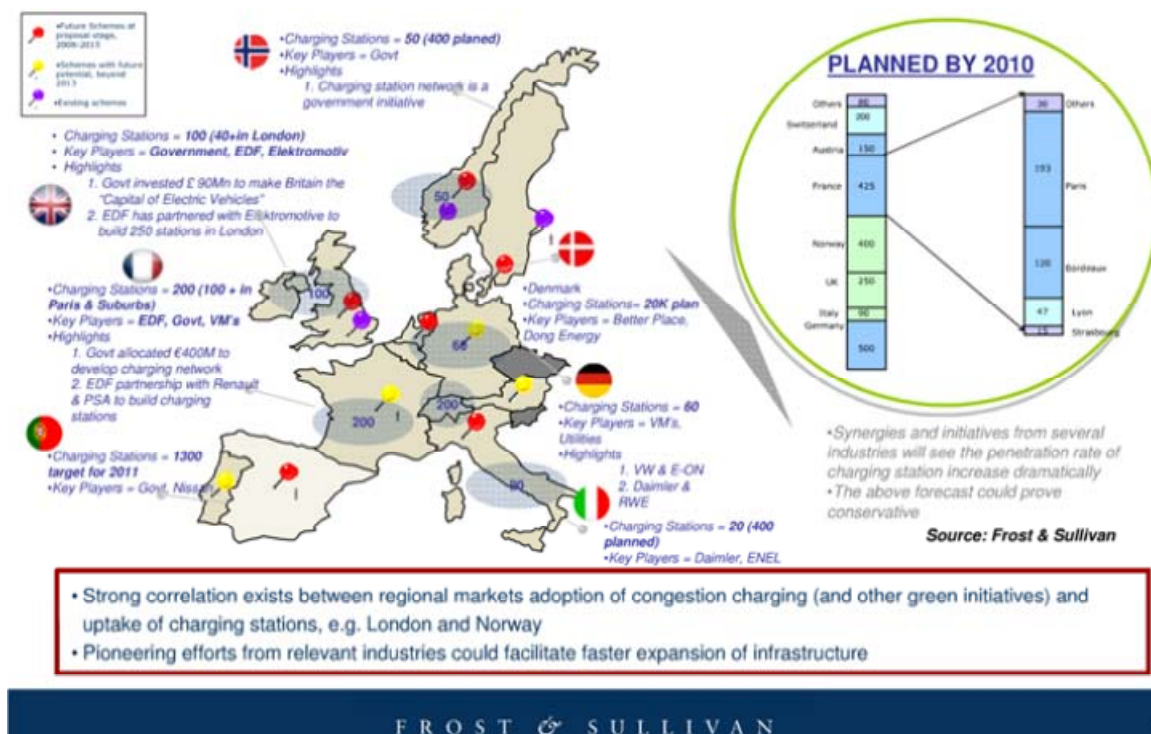 •Future Schemes at
proposal stage,
•Schemes with future
potential, beyond
•Existing schemes
•Charging Stations = 50 (400 planed)
•Key Players = Govt
•Highlights
1. Charging station network is a
government initiative
• Charging Stations = 100 (40+in London)
• Key Players = Government, EDF, Elektromotiv
• Highlights
1. Govt invested £ 90Mn to make Britain the
"Capital of Electric Vehicles"
2. EDF has partnered with Elektromotive to
build 250 stations in London
•Charging Stations = 200 (100 + in
Paris & Suburbs)
•Key Players = EDF, Govt, VM's
•Highlights
1. Govt allocated €400M to
develop charging network
2. EDF partnership with Renault
& PSA to build charging
stations
•Charging Stations = 1300
target for 2011
•Key Players = Govt, Nissan
50
100
200
200
•Denmark
•Charging Stations= 20K plan
•Key Players = Better Place,
Dong Energy
•Charging Stations = 60
•Key Players = VM's,
Utilities
•Highlights
1. VW & E-ON
2. Daimler &
RWE
•Charging Stations = 20 (400
planned)
•Key Players = Daimler, ENEL
PLANNED BY 2010
Others
Switzerland 200
Austria 150
France 425
Norway 400
UK 250
Italy 90
Germany 500
Others
193 Paris
120 Bordeaux
47 Lyon
Strasbourg
•Synergies and initiatives from several
industries will see the penetration rate of
charging station increase dramatically
•The above forecast could prove
conservative
Source: Frost & Sullivan
• Strong correlation exists between regional markets adoption of congestion charging (and other green initiatives) and
uptake of charging stations, e.g. London and Norway
• Pioneering efforts from relevant industries could facilitate faster expansion of infrastructure
FROST & SULLIVAN